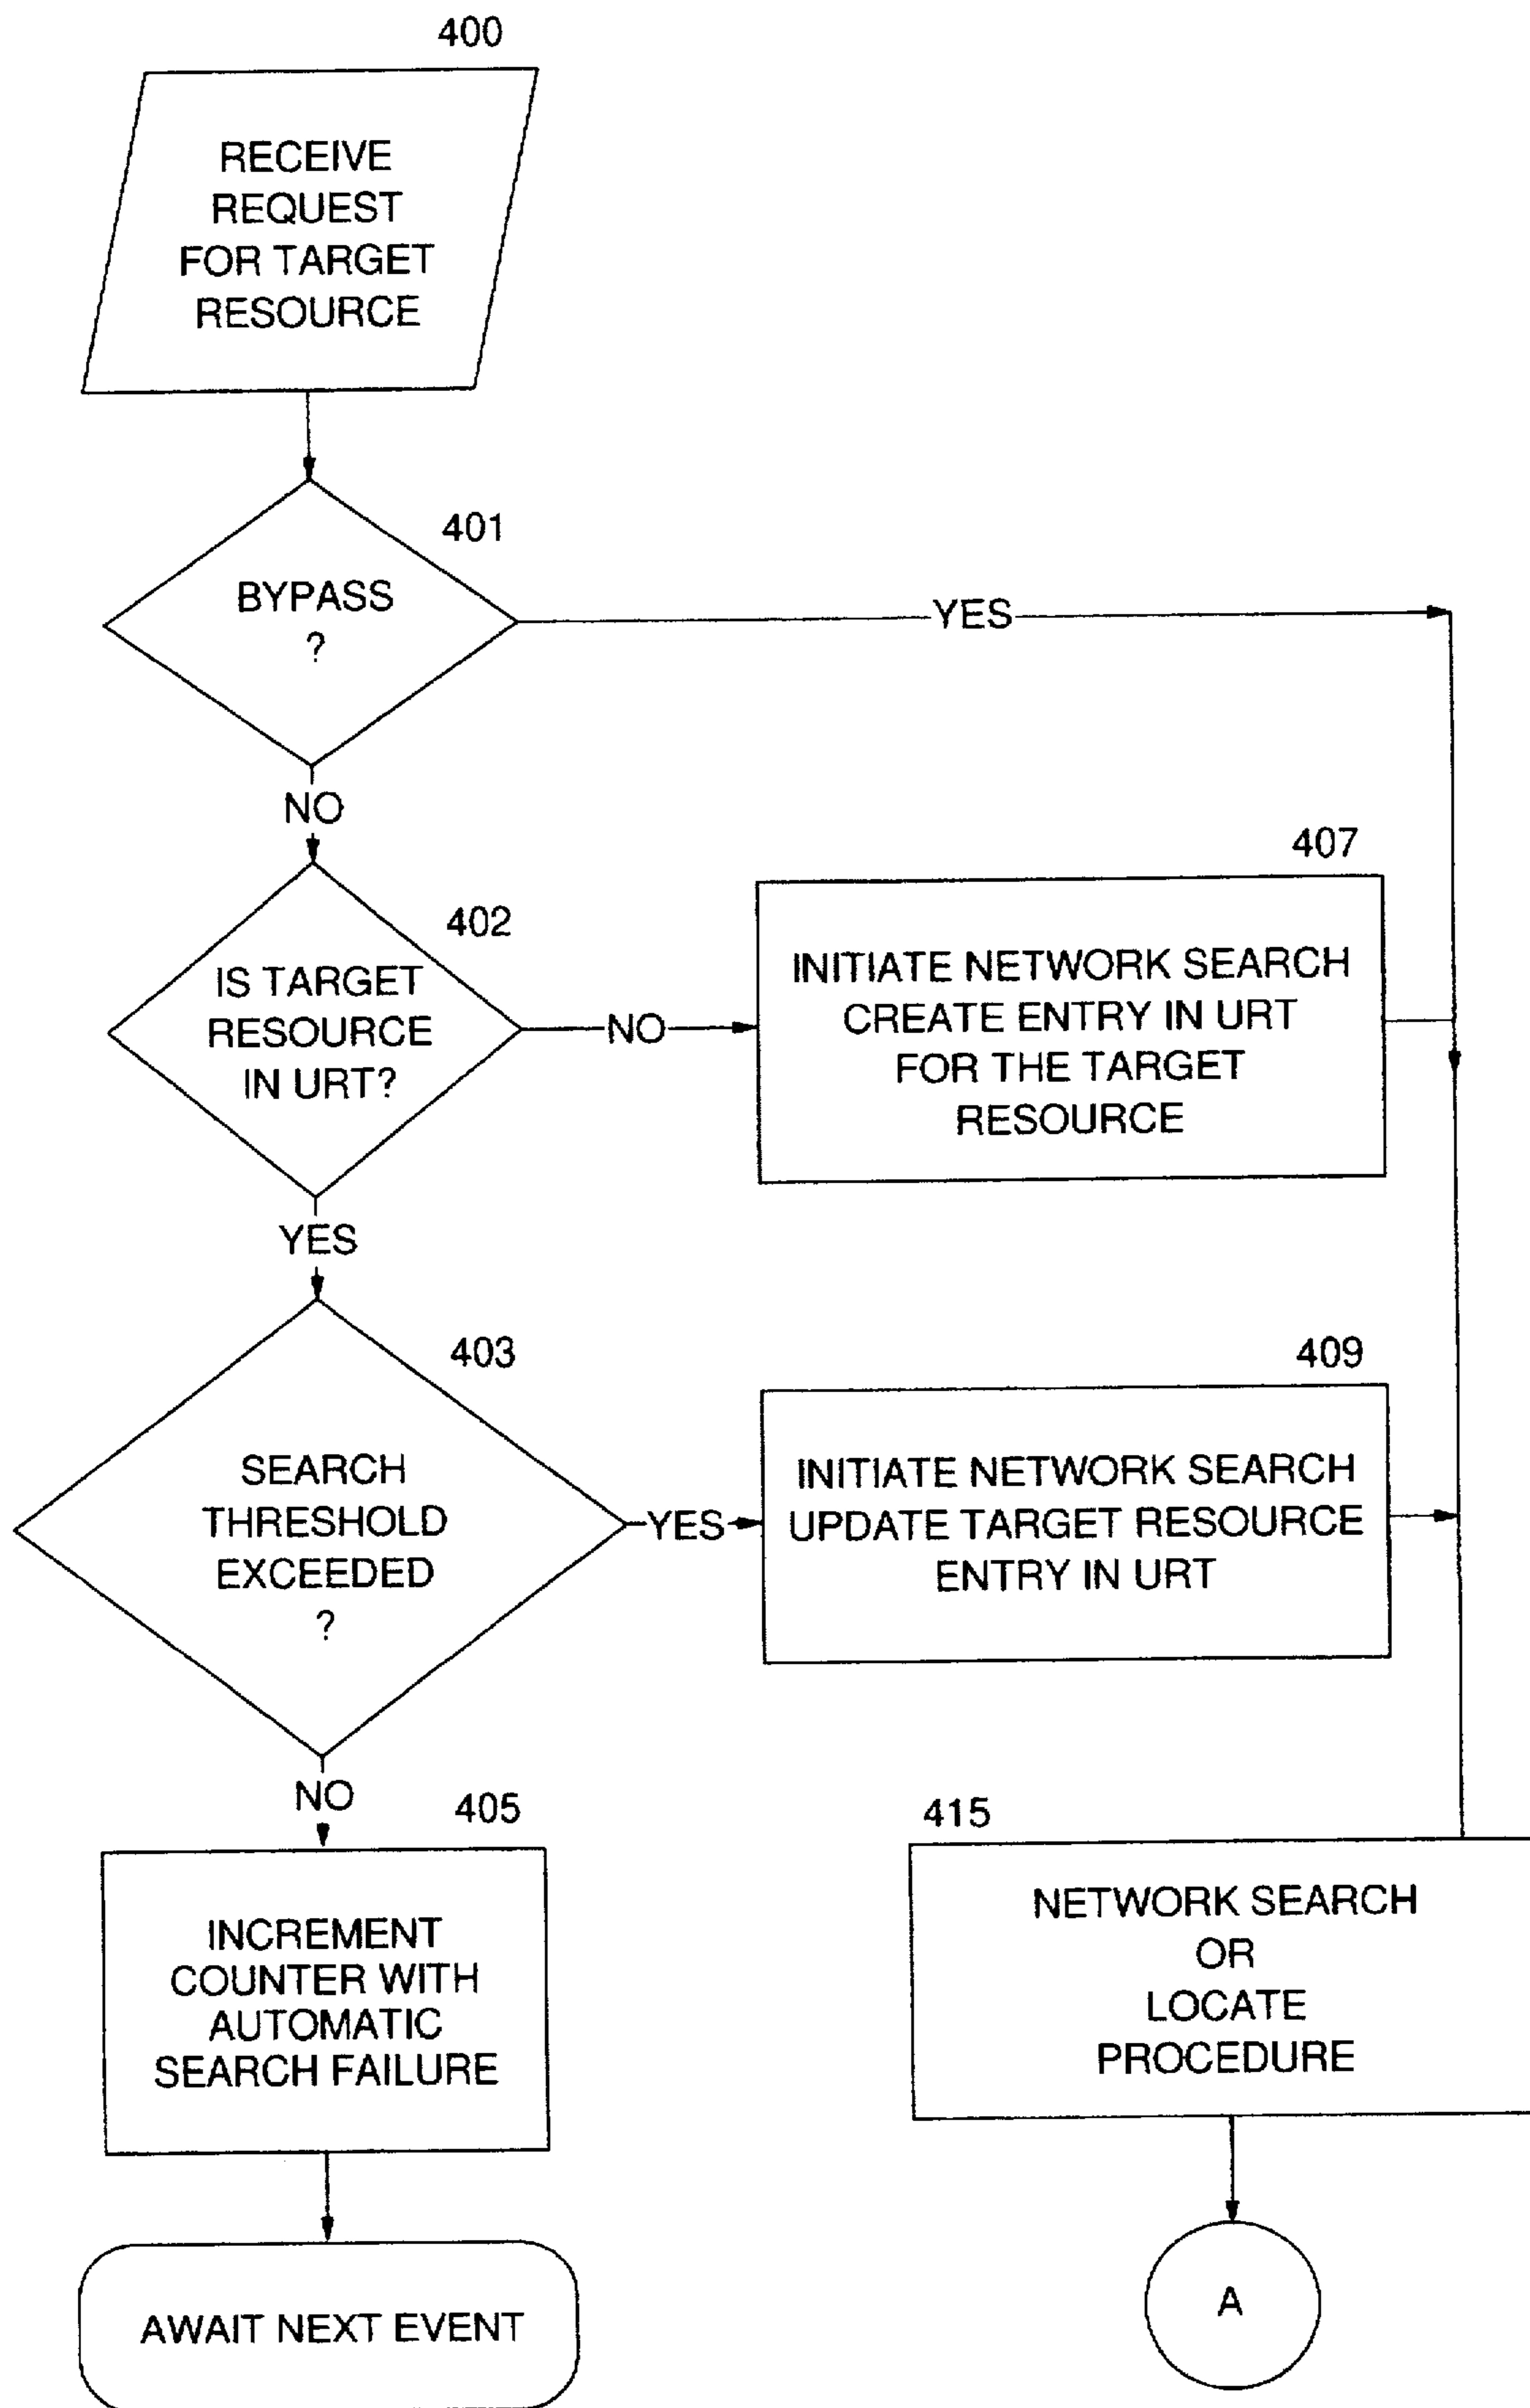 400
RECEIVE
REQUEST
FOR TARGET
RESOURCE
401
BYPASS
?
YES
NO
407
402
IS TARGET
RESOURCE
IN URT?
NO
INITIATE NETWORK SEARCH
CREATE ENTRY IN URT
FOR THE TARGET
RESOURCE
YES
403
409
SEARCH
THRESHOLD
EXCEEDED
?
YES
INITIATE NETWORK SEARCH
UPDATE TARGET RESOURCE
ENTRY IN URT
NO
405
415
INCREMENT
COUNTER WITH
AUTOMATIC
SEARCH FAILURE
NETWORK SEARCH
OR
LOCATE
PROCEDURE
AWAIT NEXT EVENT
A